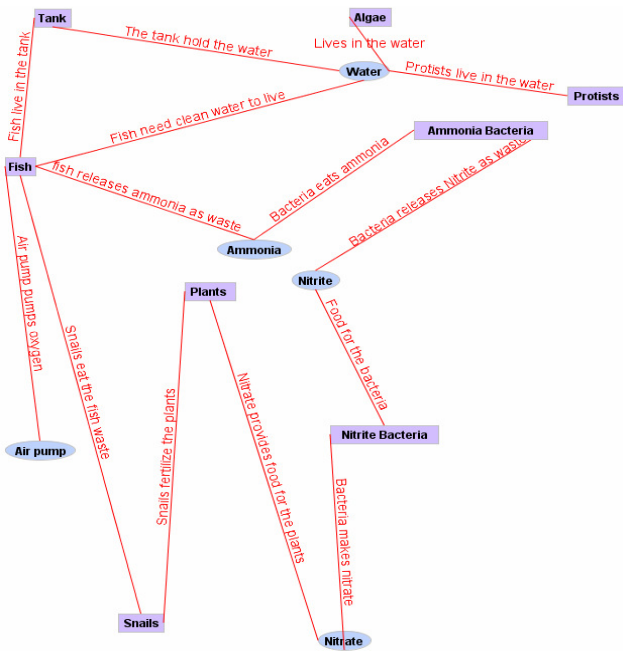 Tank
Algae
The tank hold the water
Lives in the water
Water
Protists live in the water
Protists
Fish live in the tank
Fish need clean water to live
Ammonia Bacteria
Fish
fish releases ammonia as waste
Bacteria eats ammonia
Bacteria releases Nitrite as waste
Ammonia
Nitrite
Plants
Air pump pumps oxygen
Snails eat the fish waste
Food for the bacteria
Snails fertilize the plants
Nitrate provides food for the plants
Nitrite Bacteria
Air pump
Bacteria makes nitrate
Snails
Nitrate